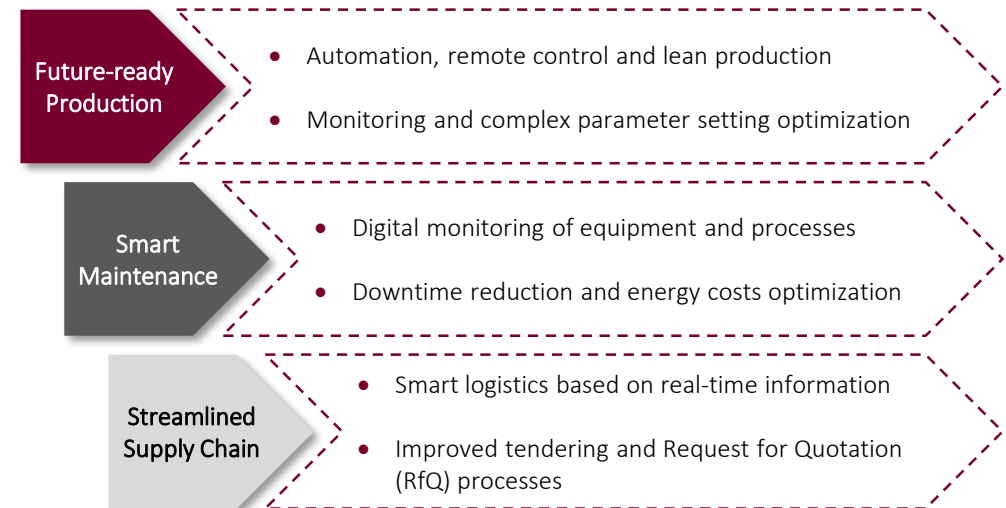 Future-ready
Production
• Automation, remote control and lean production
• Monitoring and complex parameter setting optimization
Smart
Maintenance
• Digital monitoring of equipment and processes
• Downtime reduction and energy costs optimization
Streamlined
Supply Chain
• Smart logistics based on real-time information
• Improved tendering and Request for Quotation
(RfQ) processes